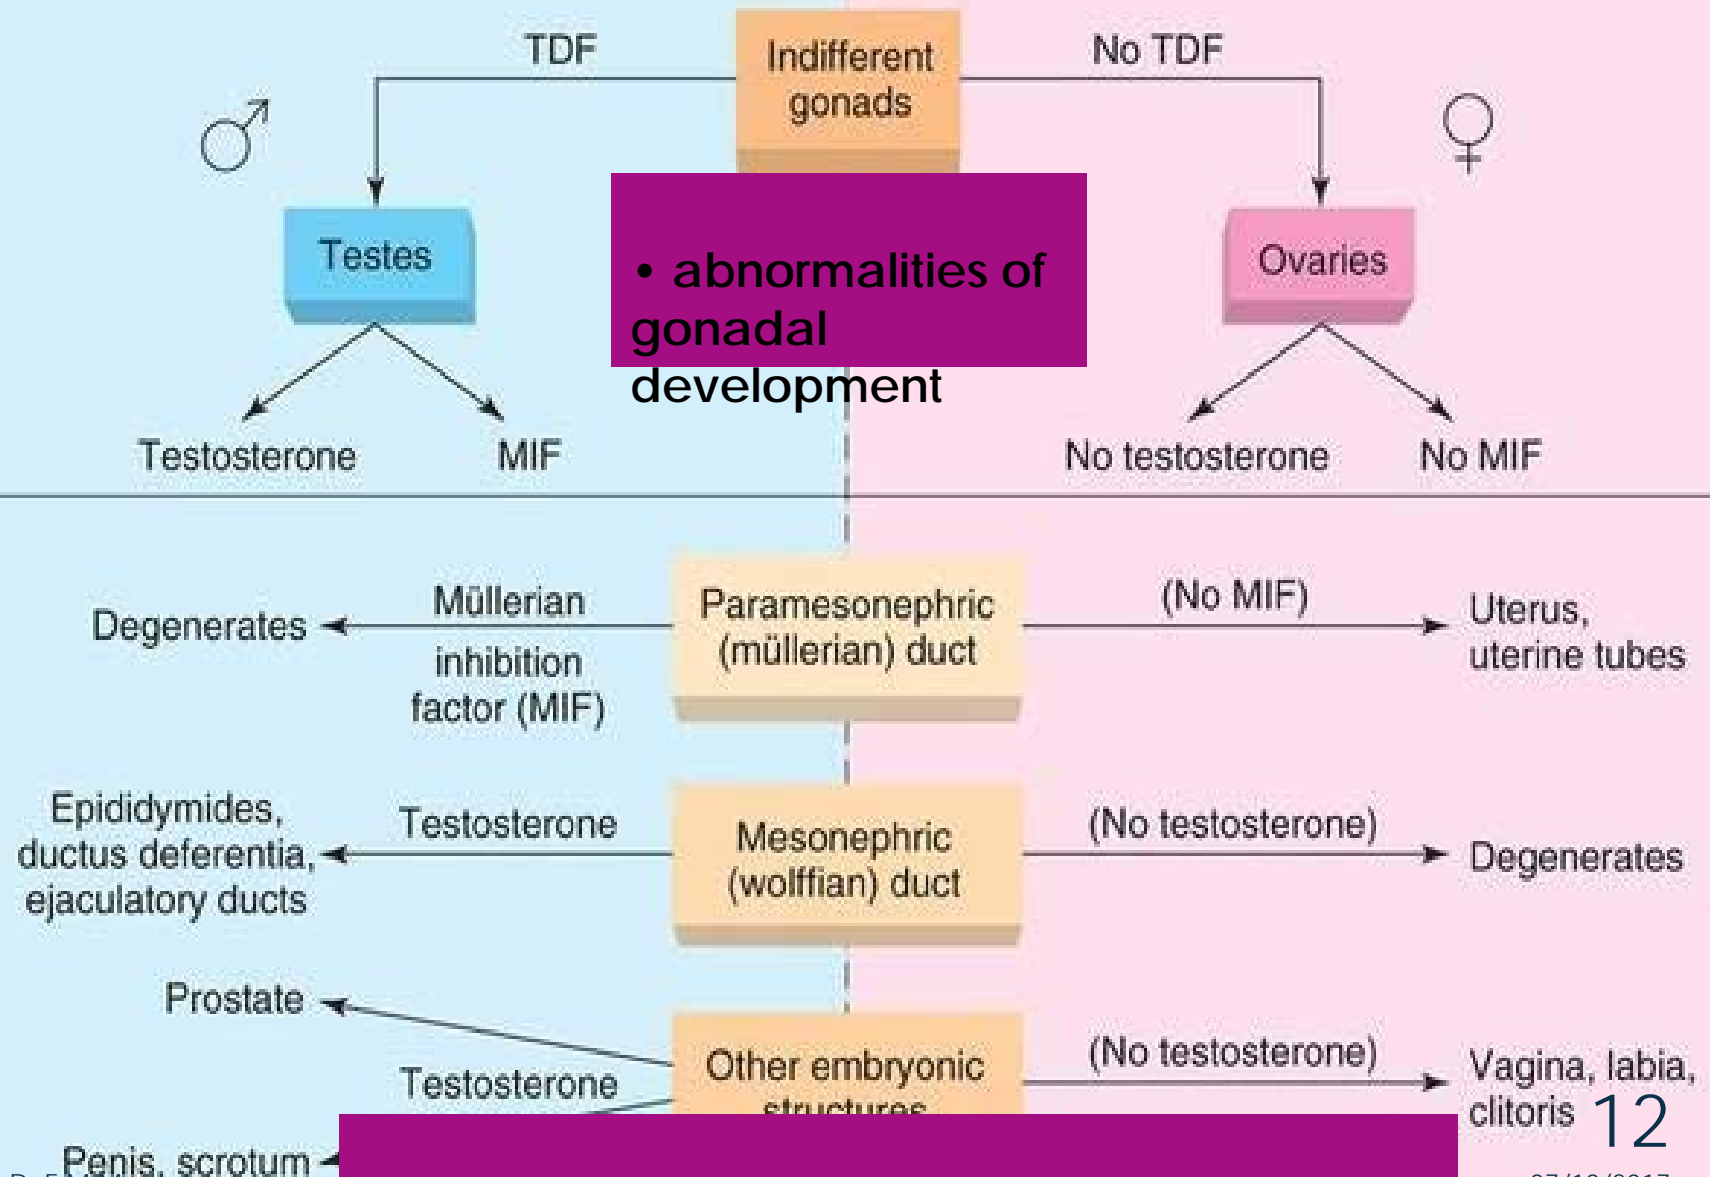 TDF
Indifferent
gonads
No TDF
Testes
• abnormalities of
gonadal
development
Ovaries
Testosterone
MIF
No testosterone
No MIF
Degenerates
Müllerian
inhibition
factor (MIF)
Paramesonephric
(müllerian) duct
(No MIF)
Uterus,
uterine tubes
Epididymides,
ductus deferentia,
ejaculatory ducts
Testosterone
Mesonephric
(wolffian) duct
(No testosterone)
Degenerates
Prostate
Testosterone
Penis, scrotum
Other embryonic
structures
(No testosterone)
Vagina, labia,
clitoris
12